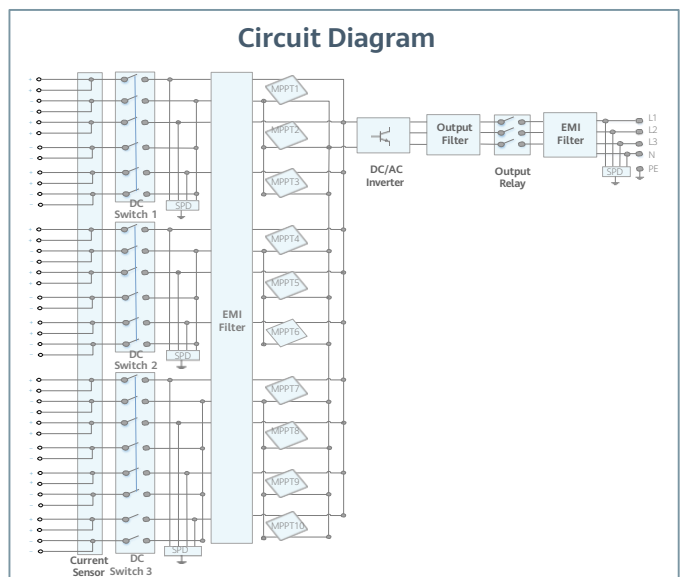 Circuit Diagram
MPPT1
MPPT2
MPPT3
SPD
DC
Switch 1
MPPT4
MPPT5
MPPT6
SPD
DC
Switch 2
EMI
Filter
MPPT7
MPPT8
MPPT9
MPPT10
SPD
Current
Sensor
DC
Switch 3
DC/AC
Inverter
Output
Filter
Output
Relay
EMI
Filter
L1
L2
L3
N
PE
SPD